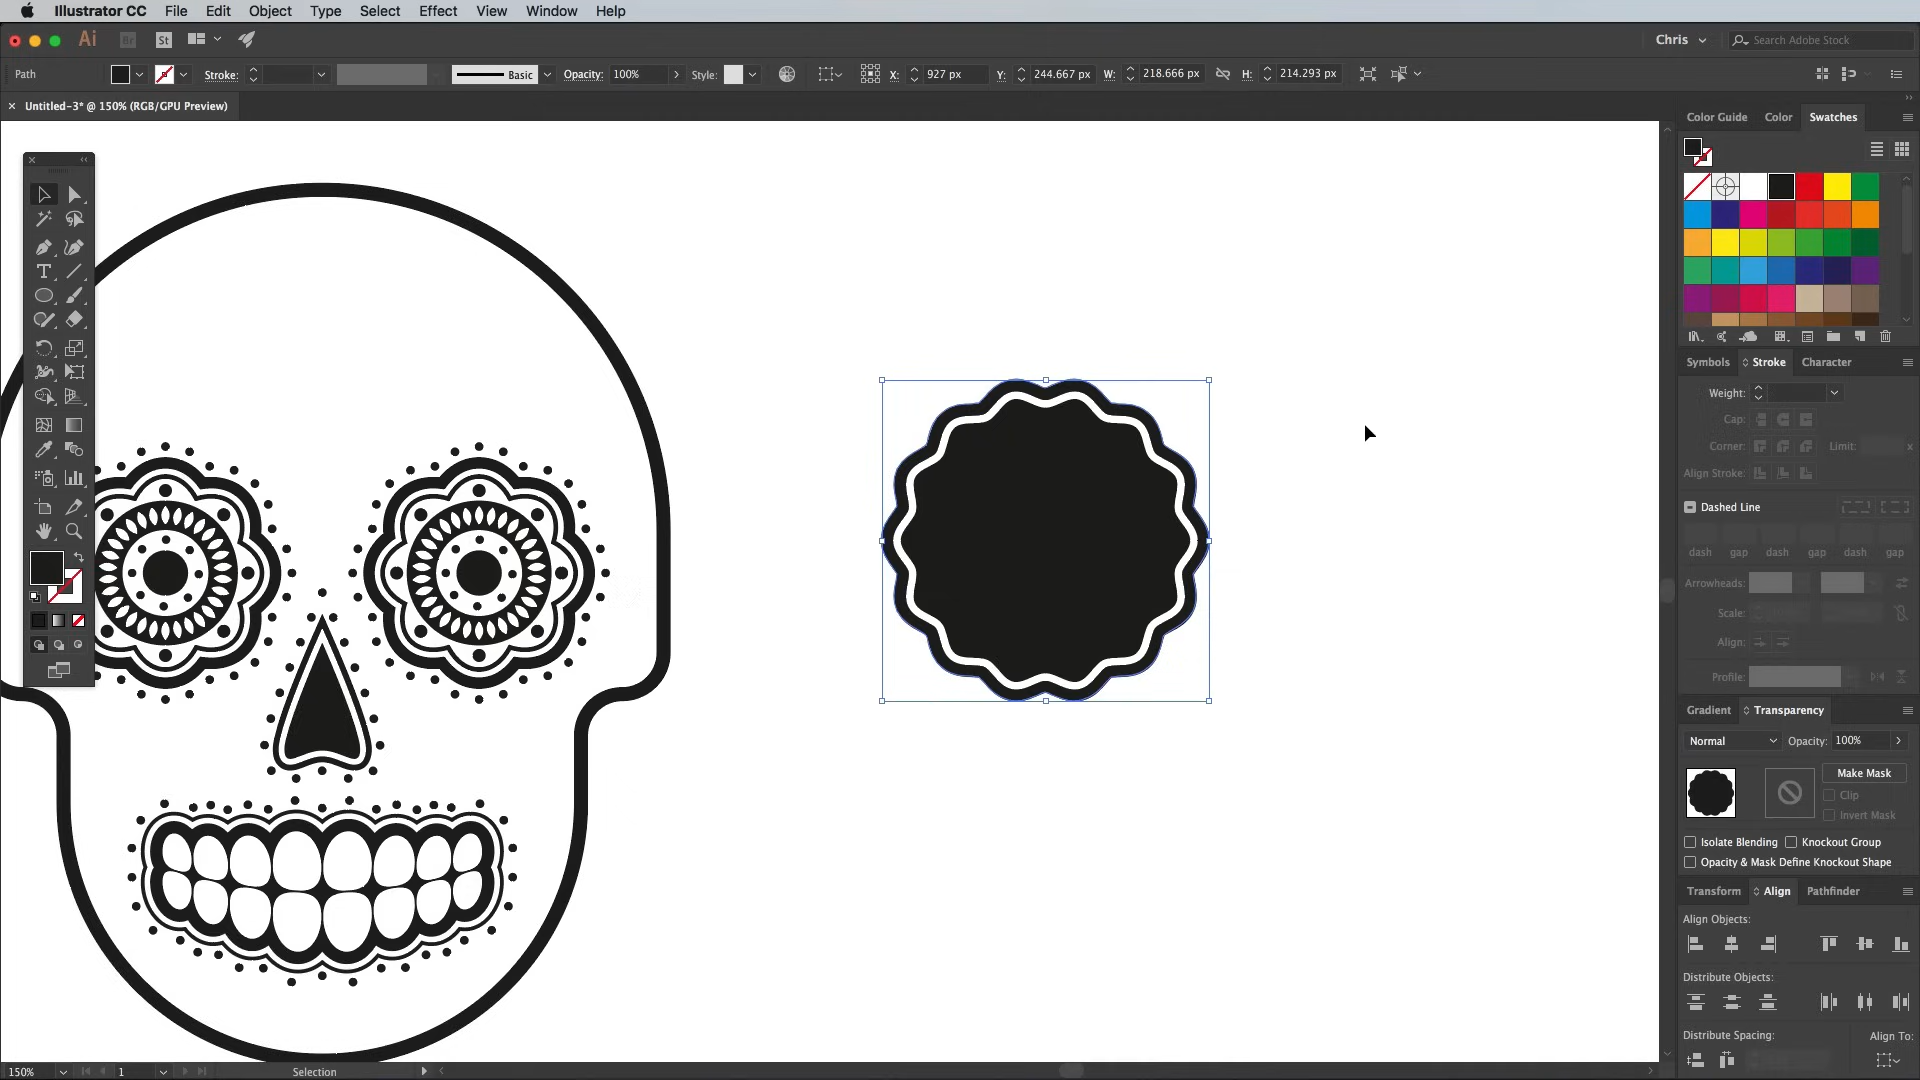 Illustrator CC File Edit Object Type Select Effect View Window Help
Ai Br St Chris Search Adobe Stock
Path Stroke: Basic Opacity: 100% Style: X: 927 px Y: 244.667 px W: 218.666 px H: 214.293 px
× Untitled-3* @ 150% (RGB/GPU Preview)
Color Guide Color Swatches
Symbols Stroke Character
Weight:
Cap:
Corner: Limit: x
Align Stroke:
Dashed Line
dash gap dash gap dash gap
Arrowheads:
Scale:
Align:
Profile:
Gradient Transparency
Normal Opacity: 100%
Make Mask
Clip
Invert Mask
Isolate Blending Knockout Group
Opacity & Mask Define Knockout Shape
Transform Align Pathfinder
Align Objects:
Distribute Objects:
Distribute Spacing: Align To:
150% 1 Selection